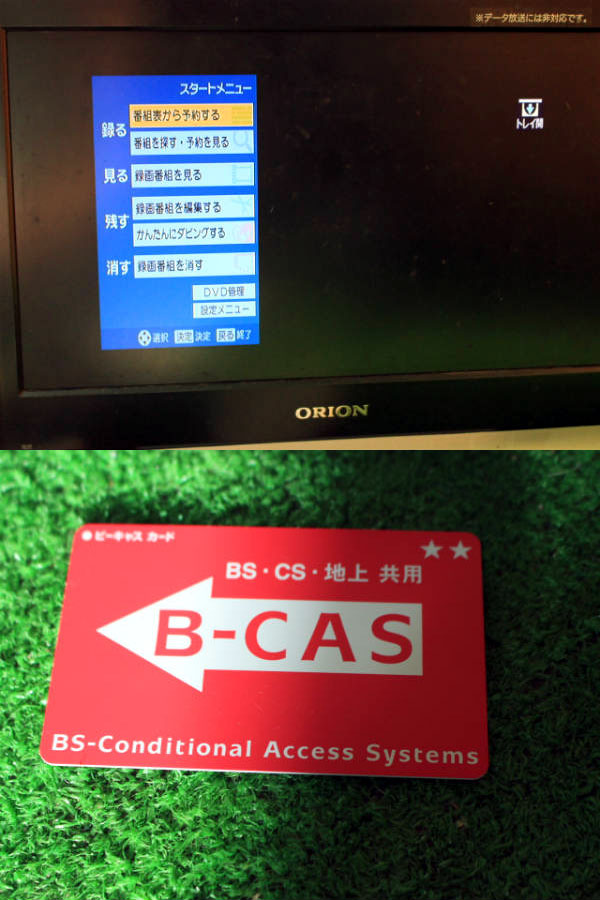 ※データ放送には非対応です。
スタートメニュー
録る
番組表から予約する
番組を探す・予約を見る
見る
録画番組を見る
残す
録画番組を編集する
かんたんにダビングする
消す
録画番組を消す
DVD管理
設定メニュー
選択 決定 決定 戻る 終了
トレイ開
ORION
ビーキャス カード
BS・CS・地上 共用
B-CAS
BS-Conditional Access Systems